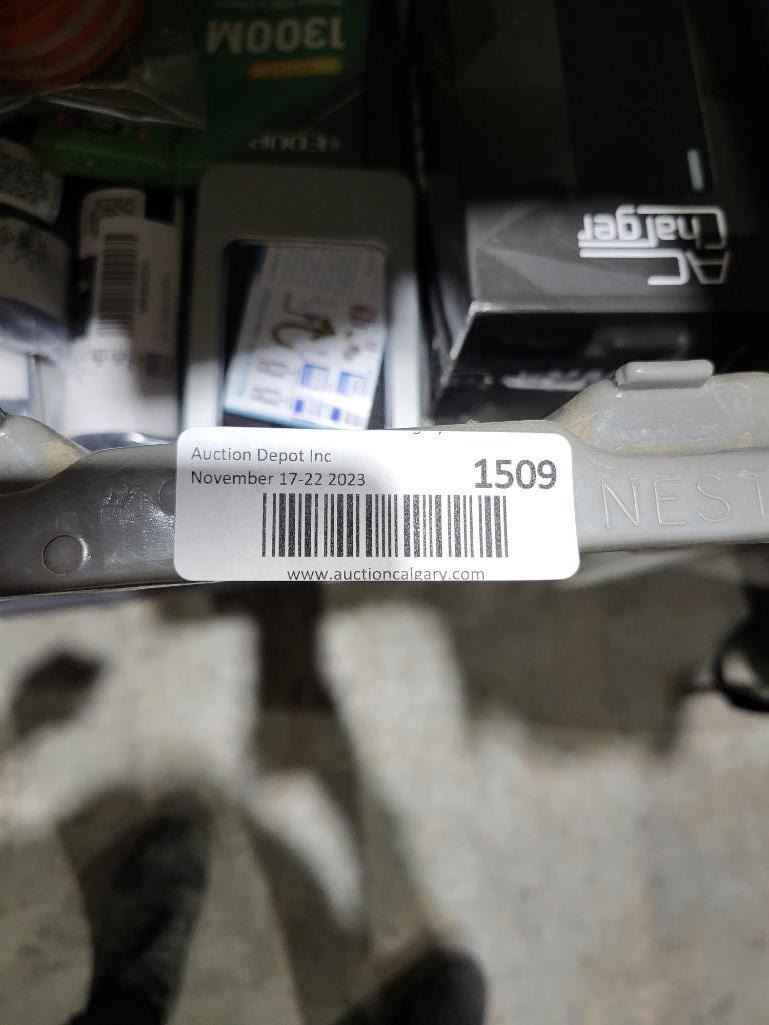 1300M
AC
Charger
Auction Depot Inc
November 17-22 2023
1509
www.auctioncalgary.com
NEST